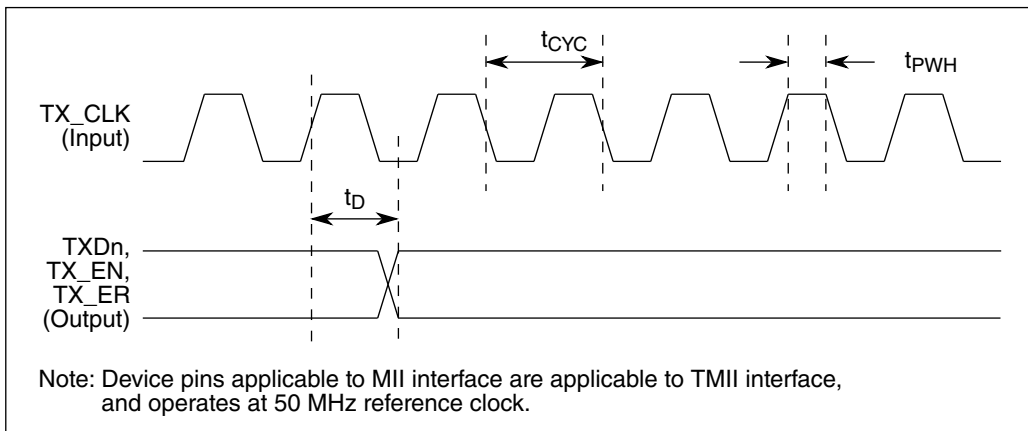 tCYC
tPWH
TX_CLK
(Input)
tD
TXDn,
TX_EN,
TX_ER
(Output)
Note: Device pins applicable to MII interface are applicable to TMII interface,
and operates at 50 MHz reference clock.